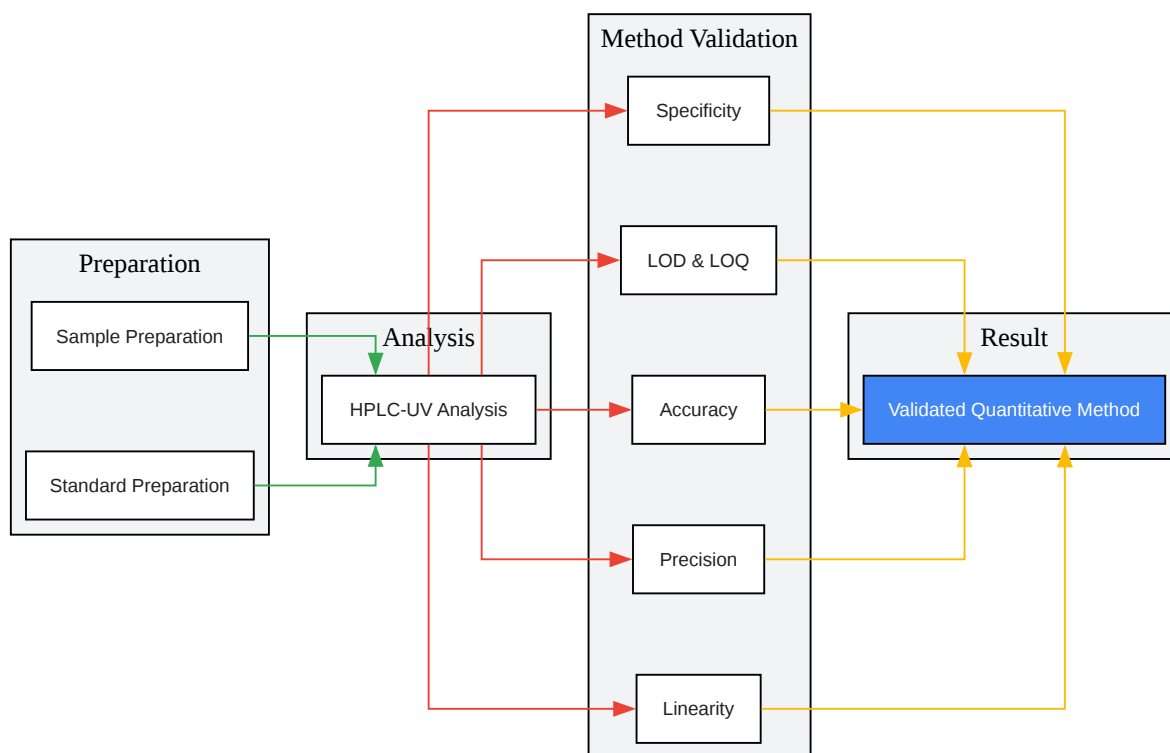 Preparation
Sample Preparation
Standard Preparation
Analysis
HPLC-UV Analysis
Method Validation
Specificity
LOD & LOQ
Accuracy
Precision
Linearity
Result
Validated Quantitative Method